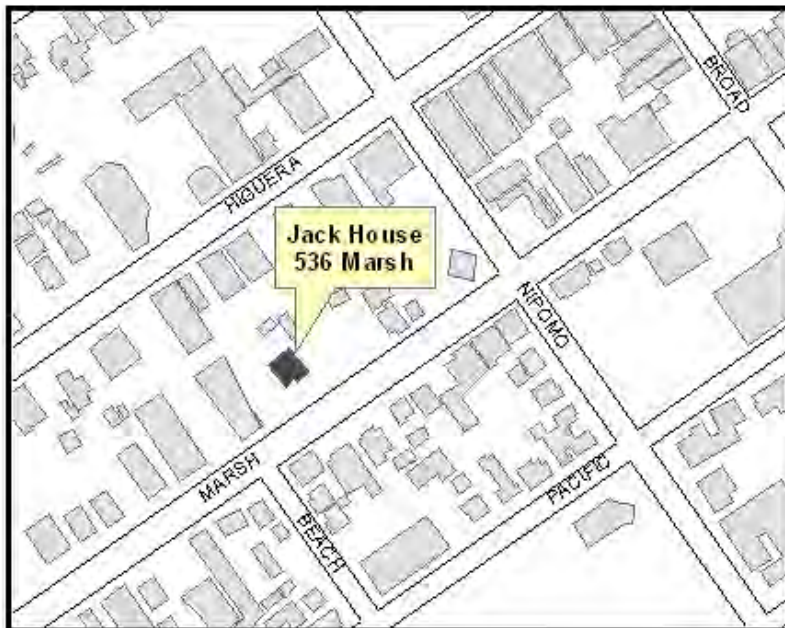 BROAD
HIGUERA
Jack House
536 Marsh
NIPOMO
MARSH
PACIFIC
BEACH